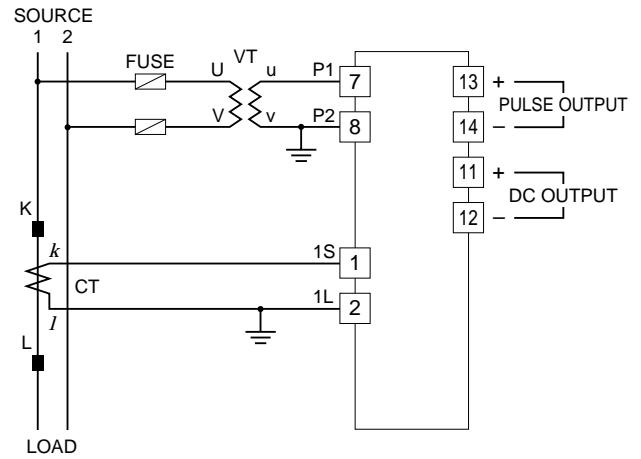 SOURCE
1 2
FUSE
U
VT
u
P1
7
V
v
P2
8
13 +
PULSE OUTPUT
14 −
11 +
DC OUTPUT
12 −
K
k
1S
1
CT
l
1L
2
L
LOAD